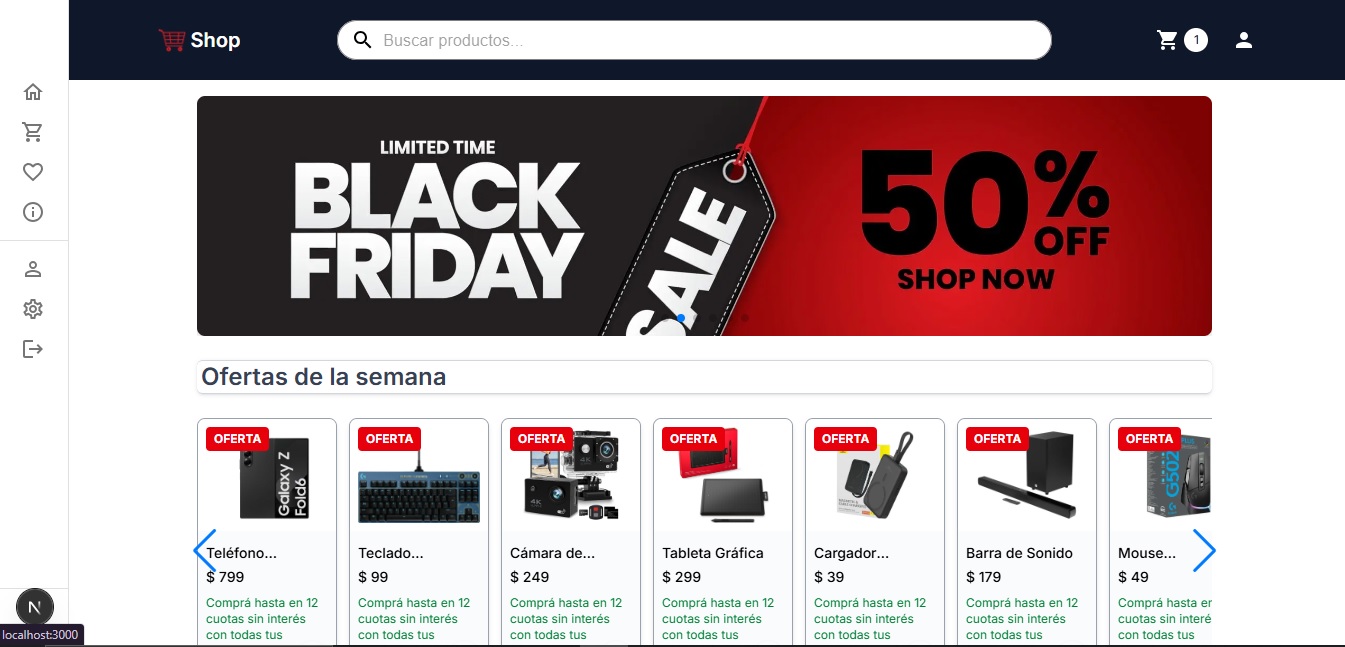 Shop
Buscar productos...
1
LIMITED TIME
BLACK
FRIDAY
SALE
50%
OFF
SHOP NOW
Ofertas de la semana
OFERTA
Galaxy Z
Fold6
Teléfono...
$ 799
Comprá hasta en 12
cuotas sin interés
con todas tus
OFERTA
Teclado...
$ 99
Comprá hasta en 12
cuotas sin interés
con todas tus
OFERTA
4K
4K
Cámara de...
$ 249
Comprá hasta en 12
cuotas sin interés
con todas tus
OFERTA
Tableta Gráfica
$ 299
Comprá hasta en 12
cuotas sin interés
con todas tus
OFERTA
Cargador...
$ 39
Comprá hasta en 12
cuotas sin interés
con todas tus
OFERTA
Barra de Sonido
$ 179
Comprá hasta en 12
cuotas sin interés
con todas tus
OFERTA
G502
Mouse...
$ 49
Comprá hasta er
cuotas sin interé
con todas tus
N
localhost:3000